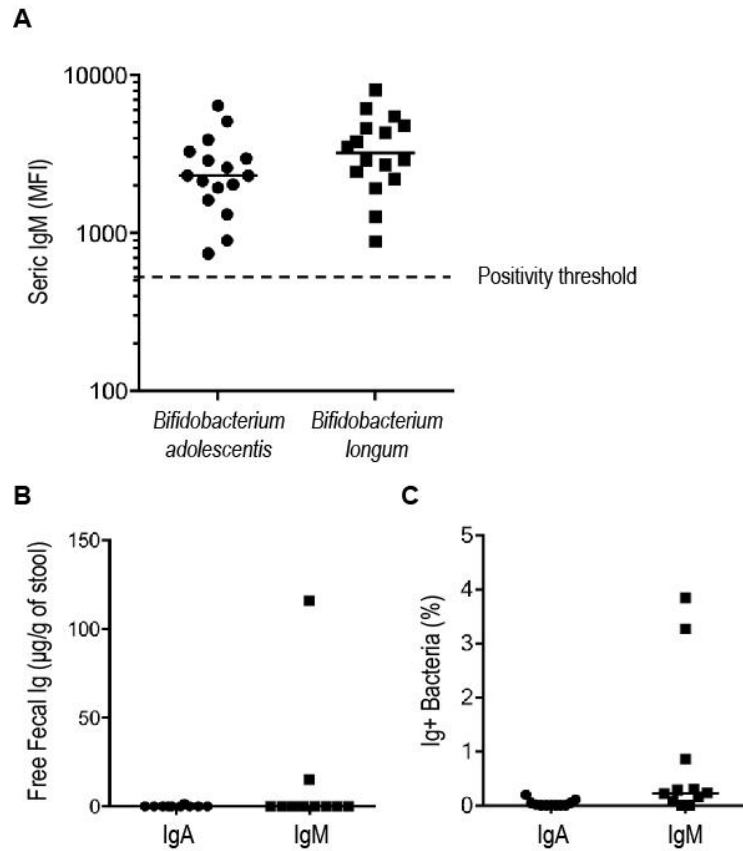 A
10000
1000
100
Seric IgM (MFI)
Positivity threshold
Bifidobacterium
adolescentis
Bifidobacterium
longum
B
150
100
50
0
Free Fecal Ig (µg/g of stool)
IgA
IgM
C
5
4
3
2
1
0
Ig+ Bacteria (%)
IgA
IgM